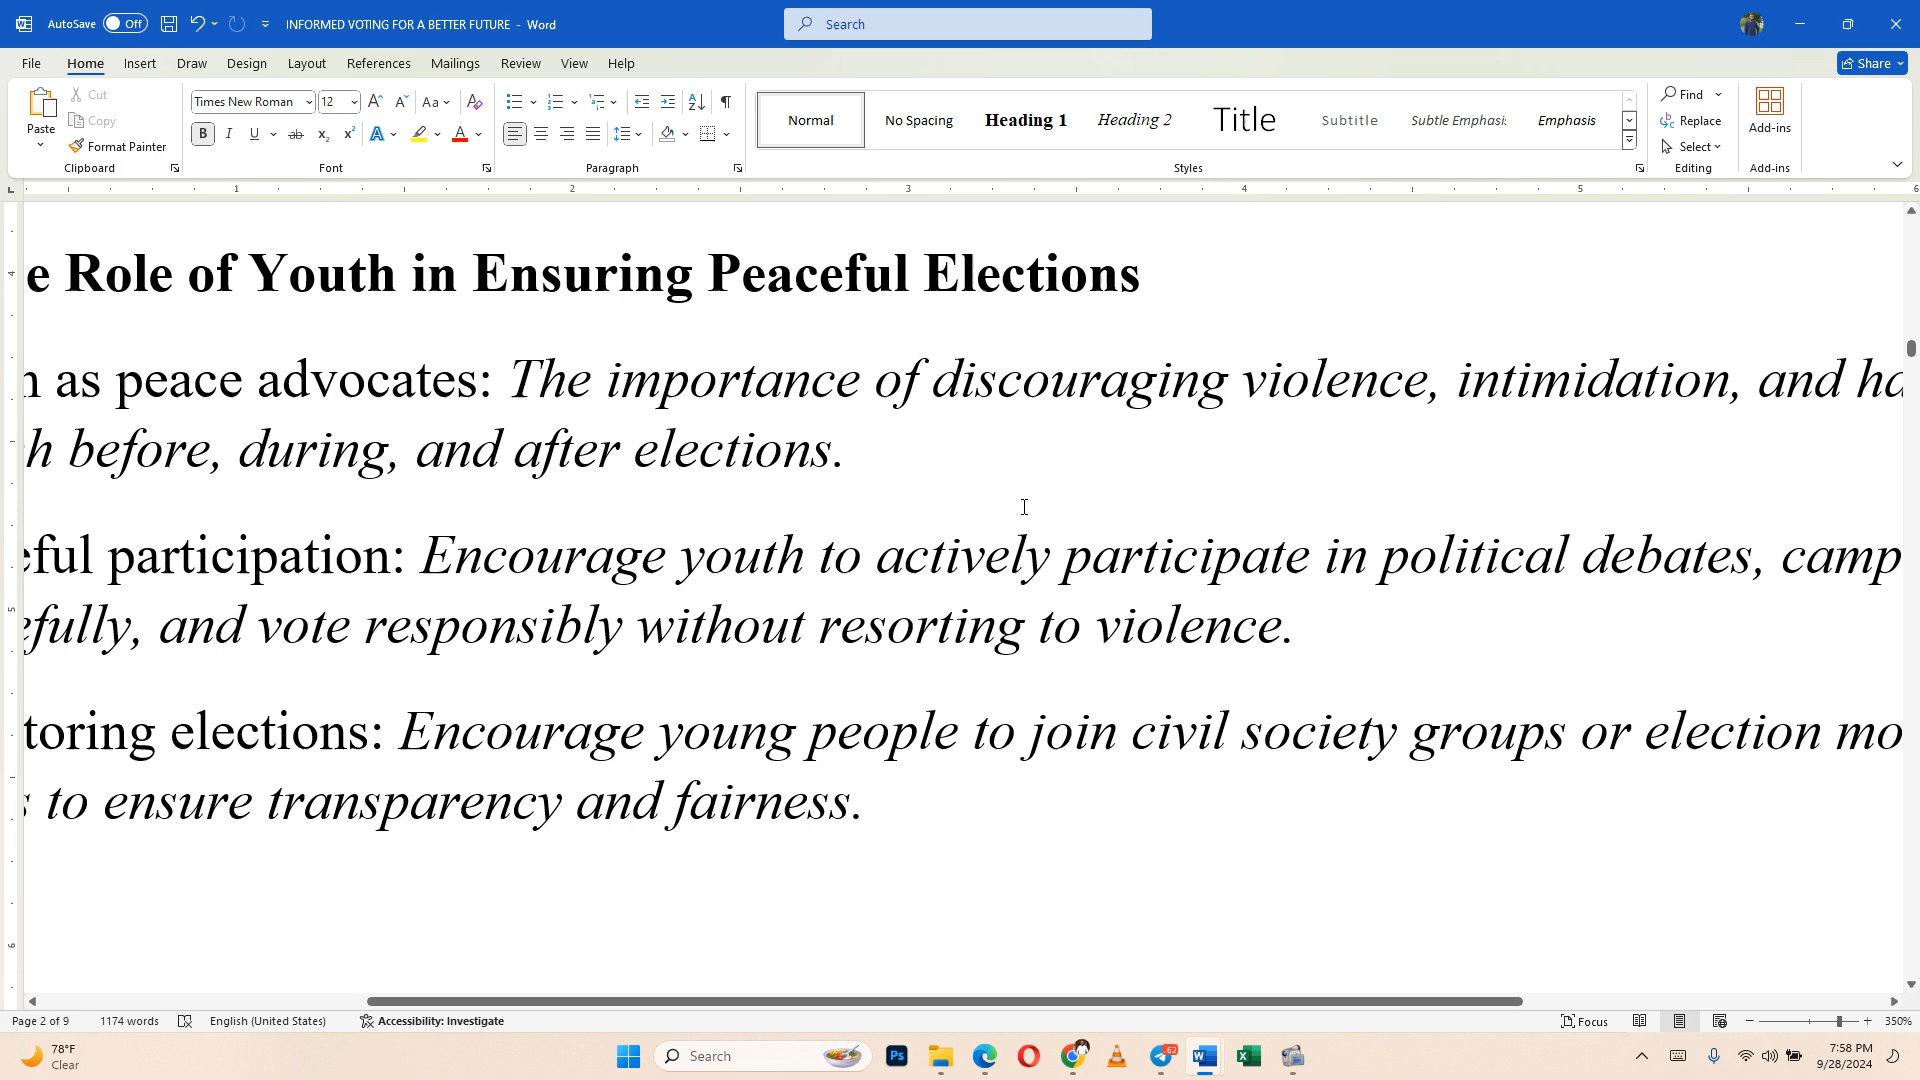 AutoSave Off INFORMED VOTING FOR A BETTER FUTURE - Word Search
File Home Insert Draw Design Layout References Mailings Review View Help Share
Paste Cut Copy Format Painter Clipboard
Times New Roman 12 Font
Paragraph
Normal No Spacing Heading 1 Heading 2 Title Subtitle Subtle Emphasis Emphasis Styles
Find Replace Select Editing
Add-ins Add-ins
1 2 3 4 5 6
e Role of Youth in Ensuring Peaceful Elections
as peace advocates: The importance of discouraging violence, intimidation, and ha
h before, during, and after elections.
eful participation: Encourage youth to actively participate in political debates, camp
efully, and vote responsibly without resorting to violence.
toring elections: Encourage young people to join civil society groups or election mo
s to ensure transparency and fairness.
Page 2 of 9 1174 words English (United States) Accessibility: Investigate Focus 350%
78°F
Clear
Search
62
7:58 PM
9/28/2024